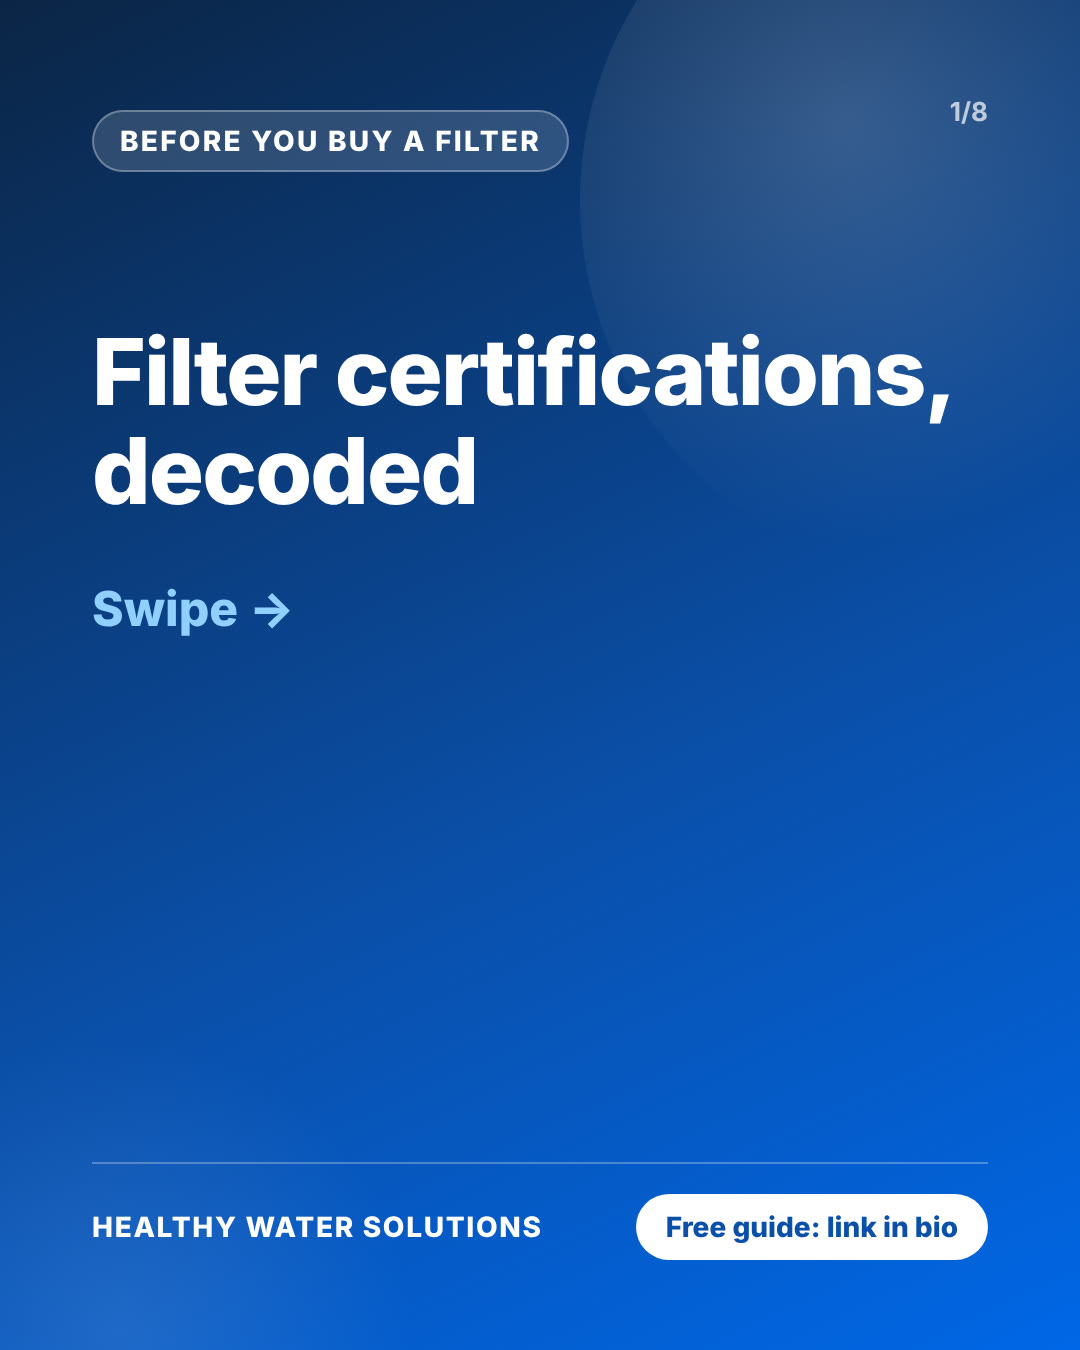 BEFORE YOU BUY A FILTER
1/8
Filter certifications,
decoded
Swipe →
HEALTHY WATER SOLUTIONS
Free guide: link in bio